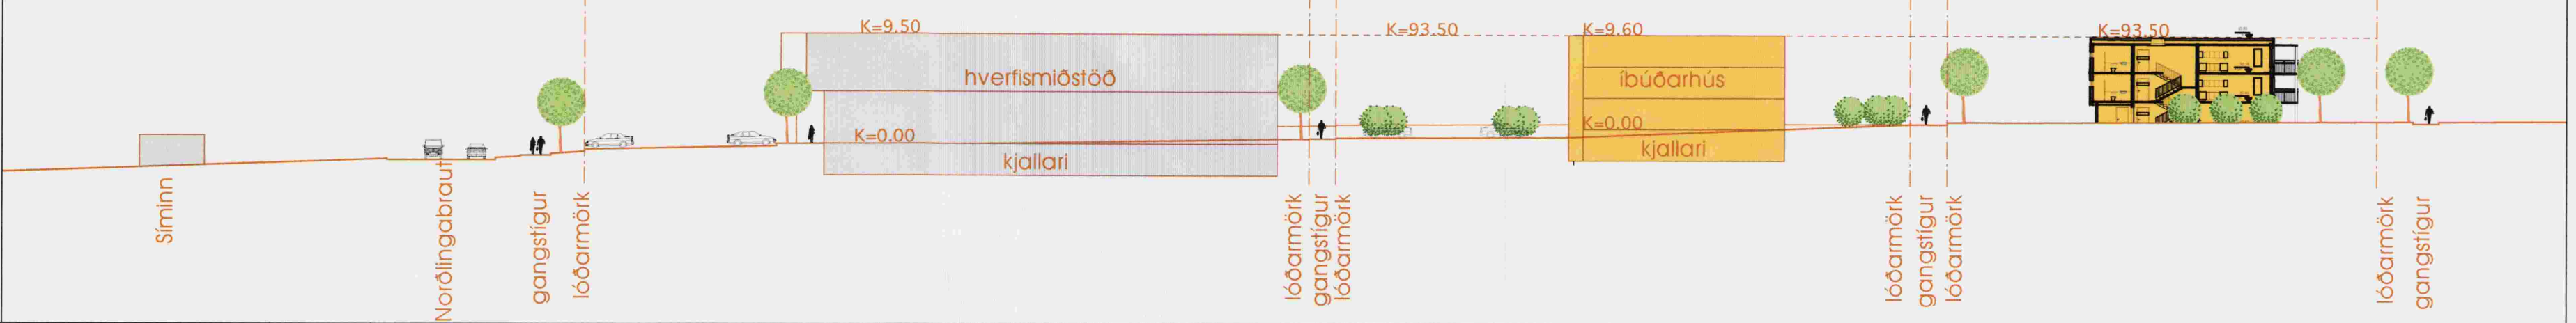 K=9.50
K=93.50
K=9.60
K=93.50
hverfismiðstöð
íbúðarhús
K=0.00
K=0.00
kjallari
kjallari
Síminn
Norðlingabraut
gangstígur
lóðarmörk
lóðarmörk
gangstígur
lóðarmörk
lóðarmörk
gangstígur
lóðarmörk
lóðarmörk
gangstígur